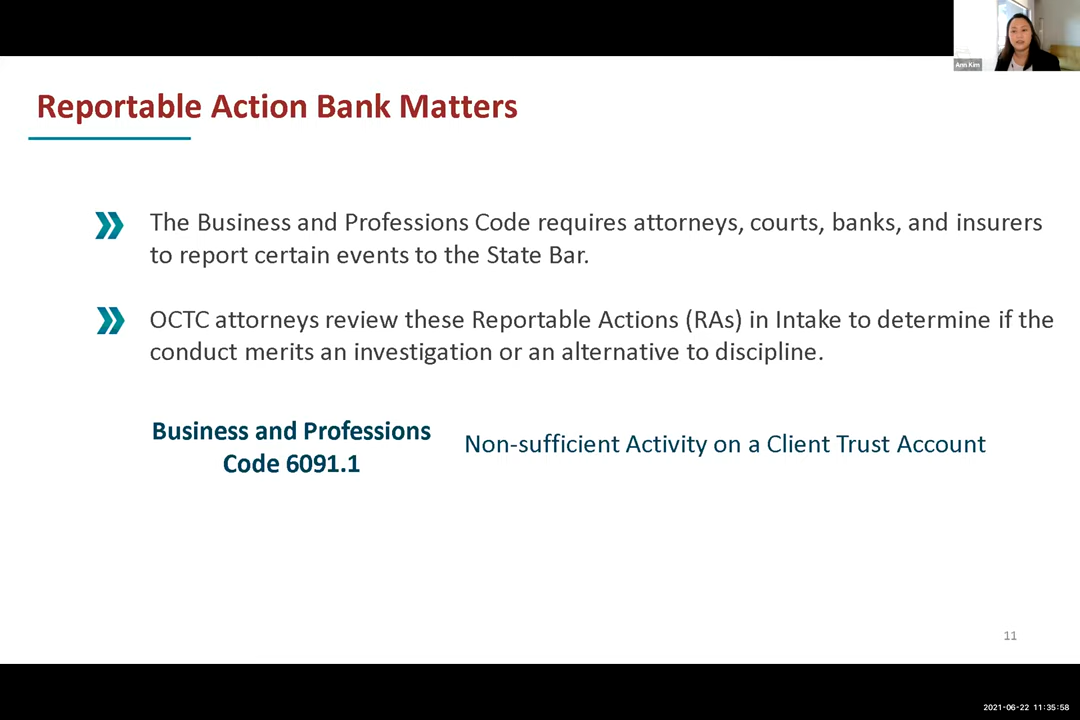 Ann Kim
Reportable Action Bank Matters
The Business and Professions Code requires attorneys, courts, banks, and insurers
to report certain events to the State Bar.
OCTC attorneys review these Reportable Actions (RAs) in Intake to determine if the
conduct merits an investigation or an alternative to discipline.
Business and Professions
Code 6091.1
Non-sufficient Activity on a Client Trust Account
11
2021-06-22 11:35:58